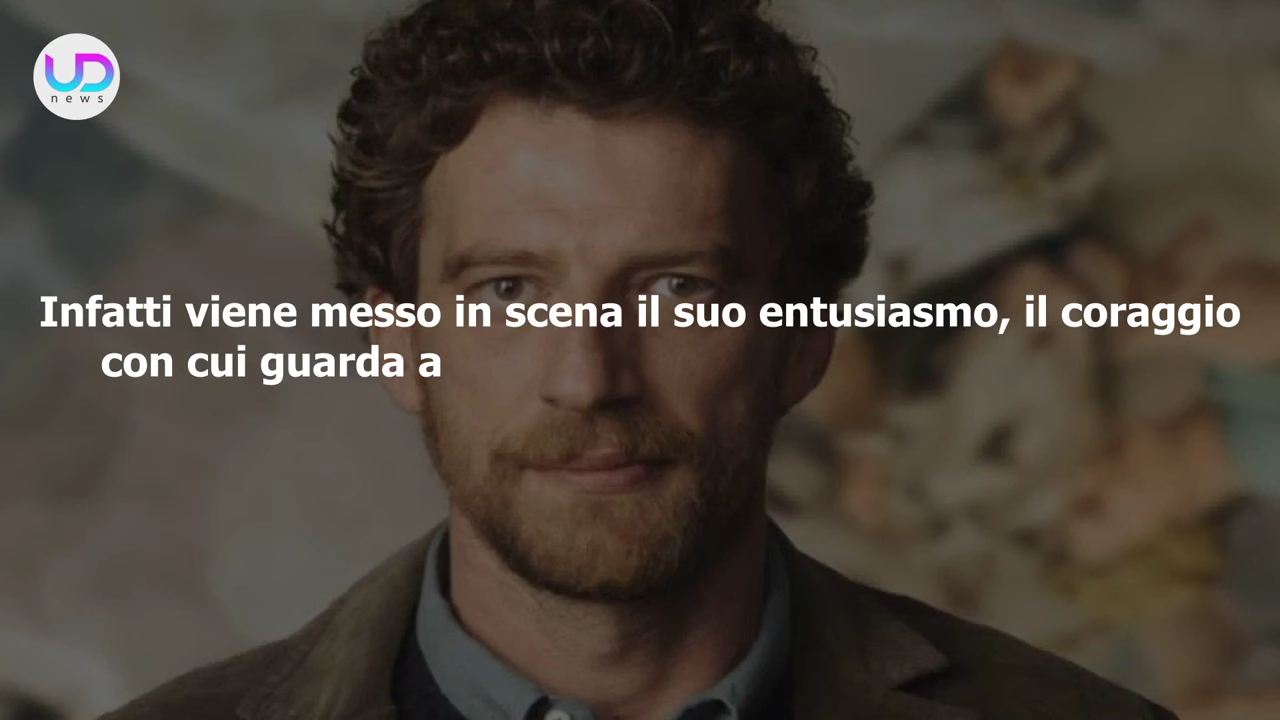 UD
news
Infatti viene messo in scena il suo entusiasmo, il coraggio
con cui guarda a